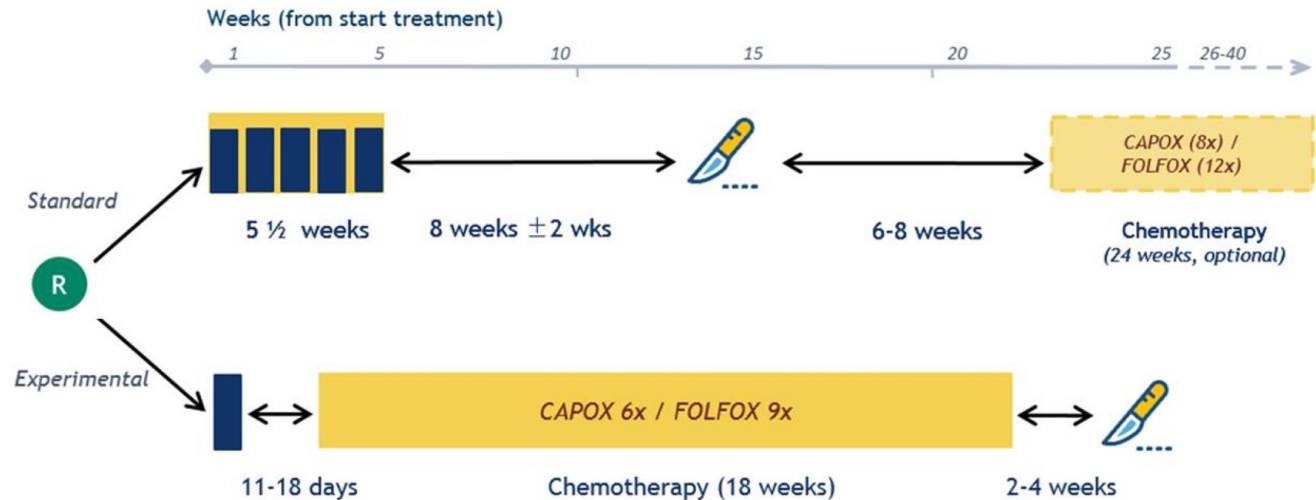 Weeks (from start treatment)
1 5 10 15 20 25 26-40
CAPOX (8x) /
FOLFOX (12x)
Standard
5 ½ weeks
8 weeks ±2 wks
6-8 weeks
Chemotherapy
(24 weeks, optional)
R
Experimental
CAPOX 6x / FOLFOX 9x
11-18 days
Chemotherapy (18 weeks)
2-4 weeks